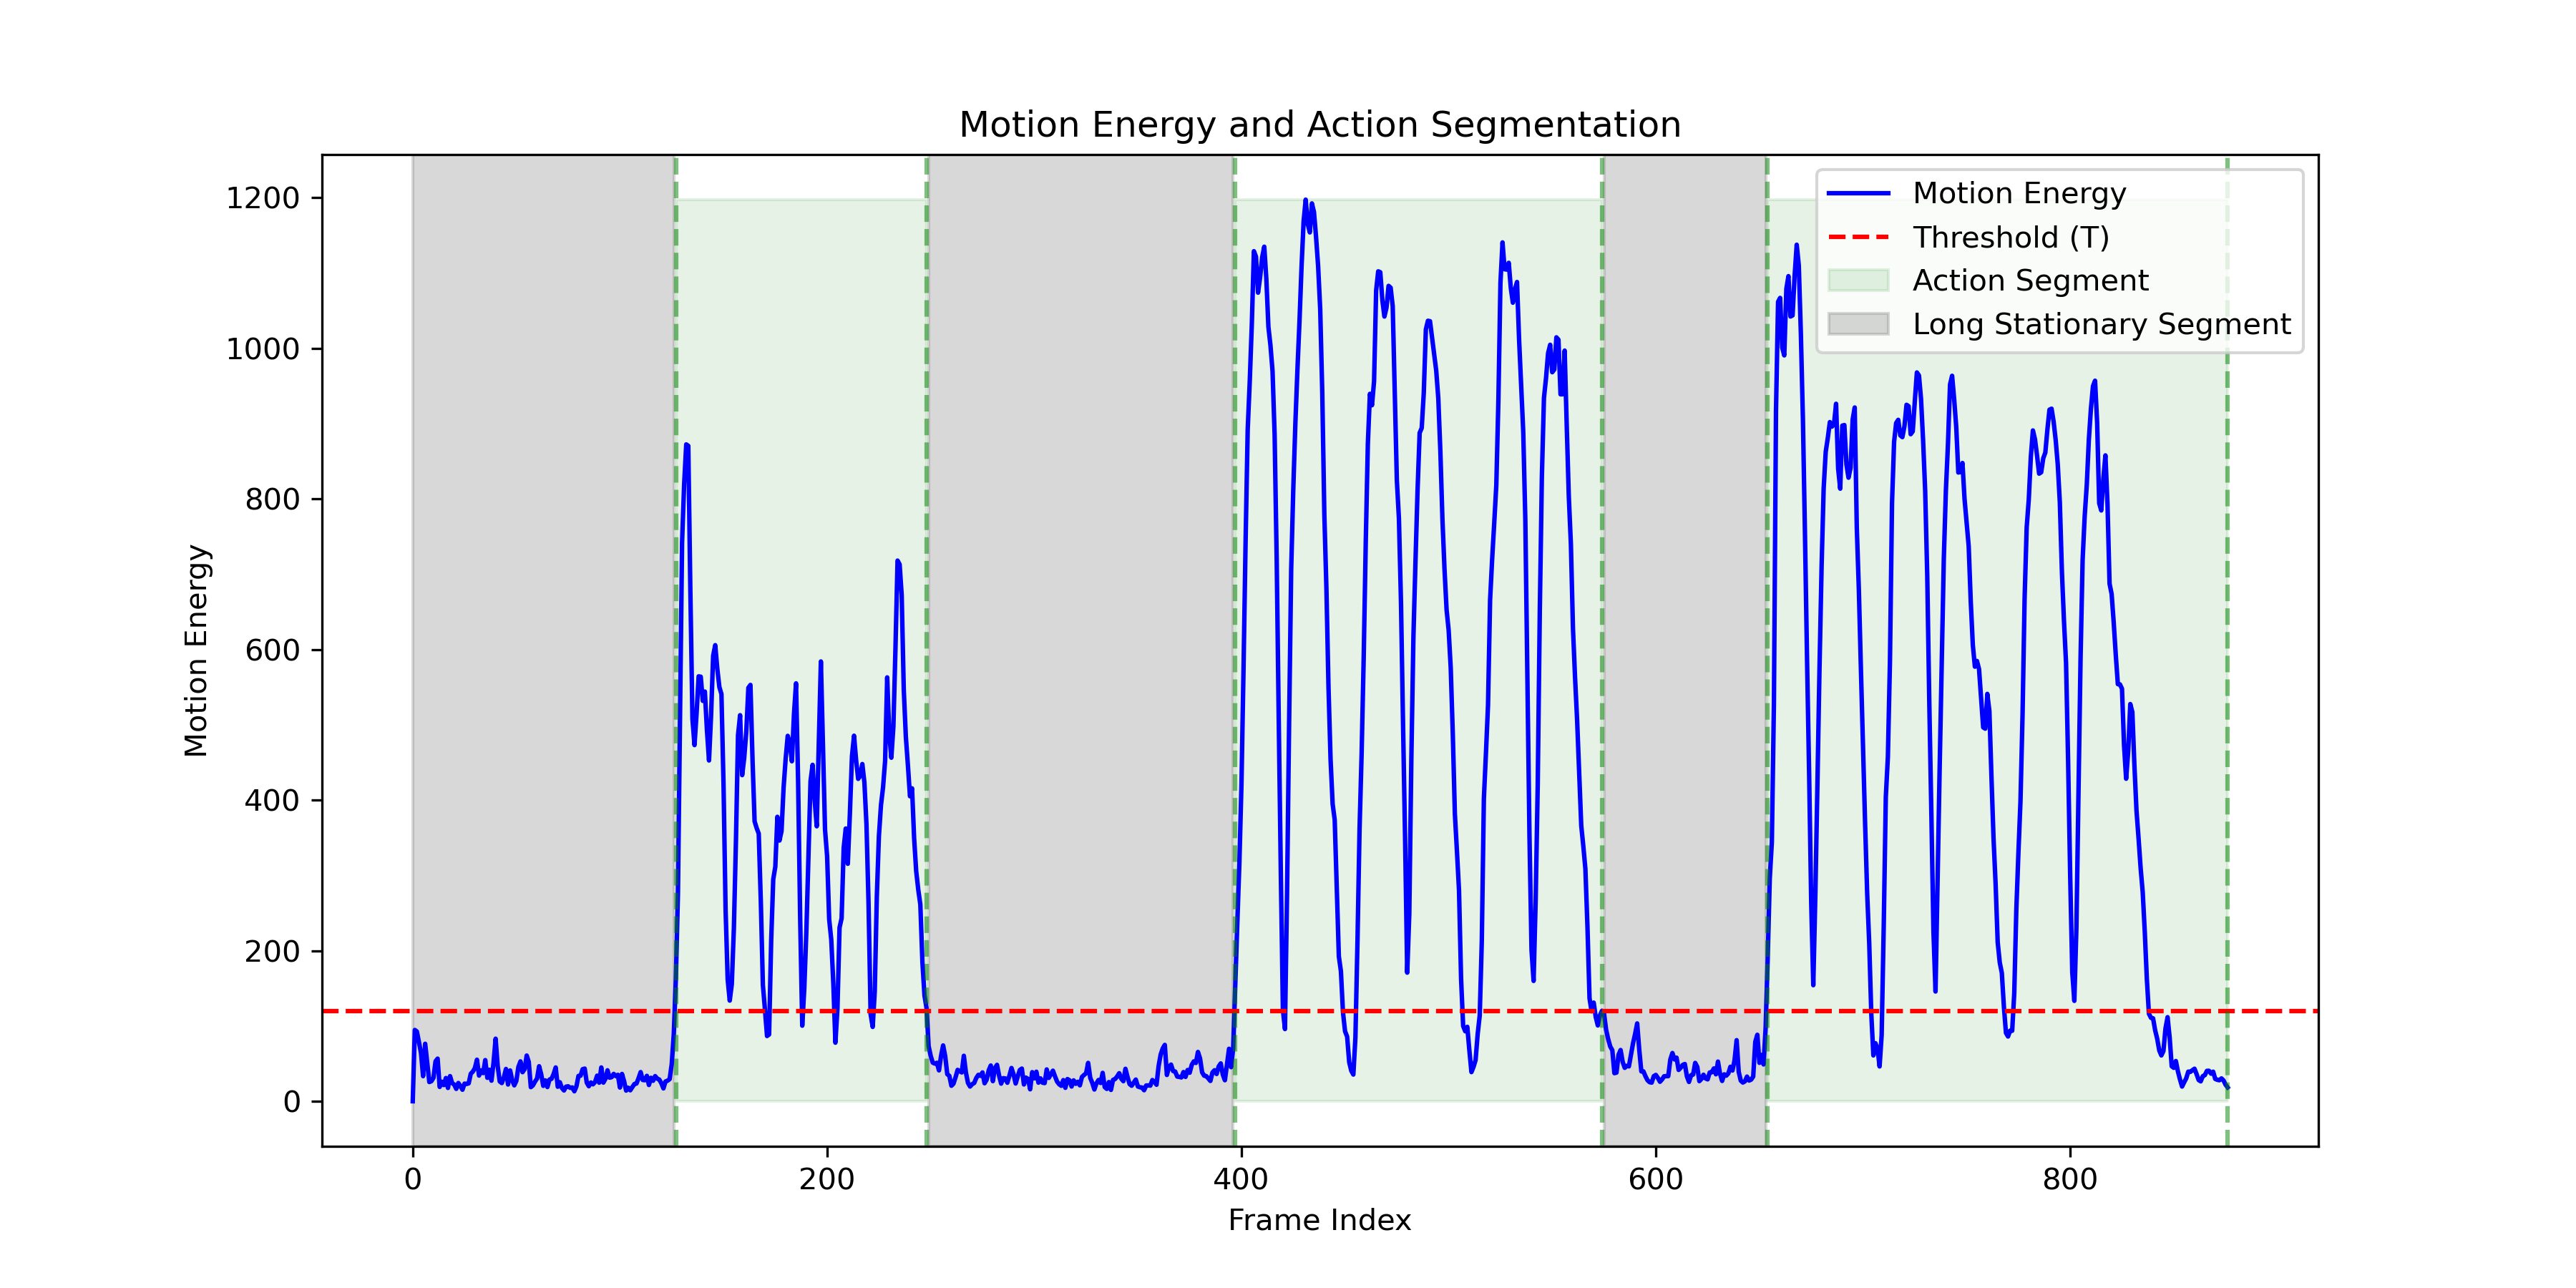 Motion Energy and Action Segmentation
Motion Energy
Threshold (T)
Action Segment
Long Stationary Segment
Motion Energy
1200
1000
800
600
400
200
0
0 200 400 600 800
Frame Index